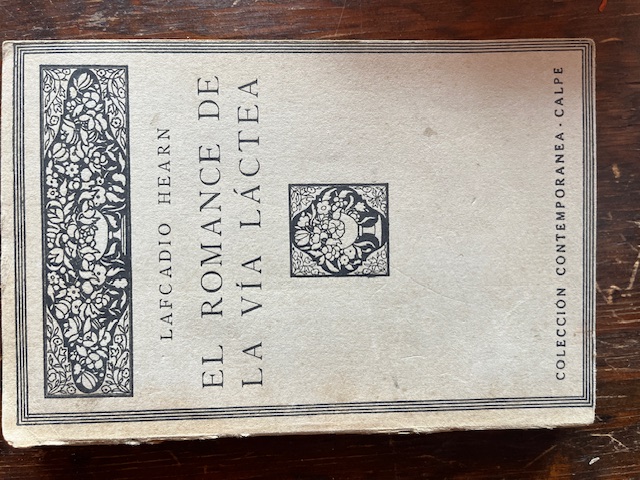 LAFCADIO HEARN
EL ROMANCE DE
LA VÍA LÁCTEA
COLECCIÓN CONTEMPORANEA · CALPE